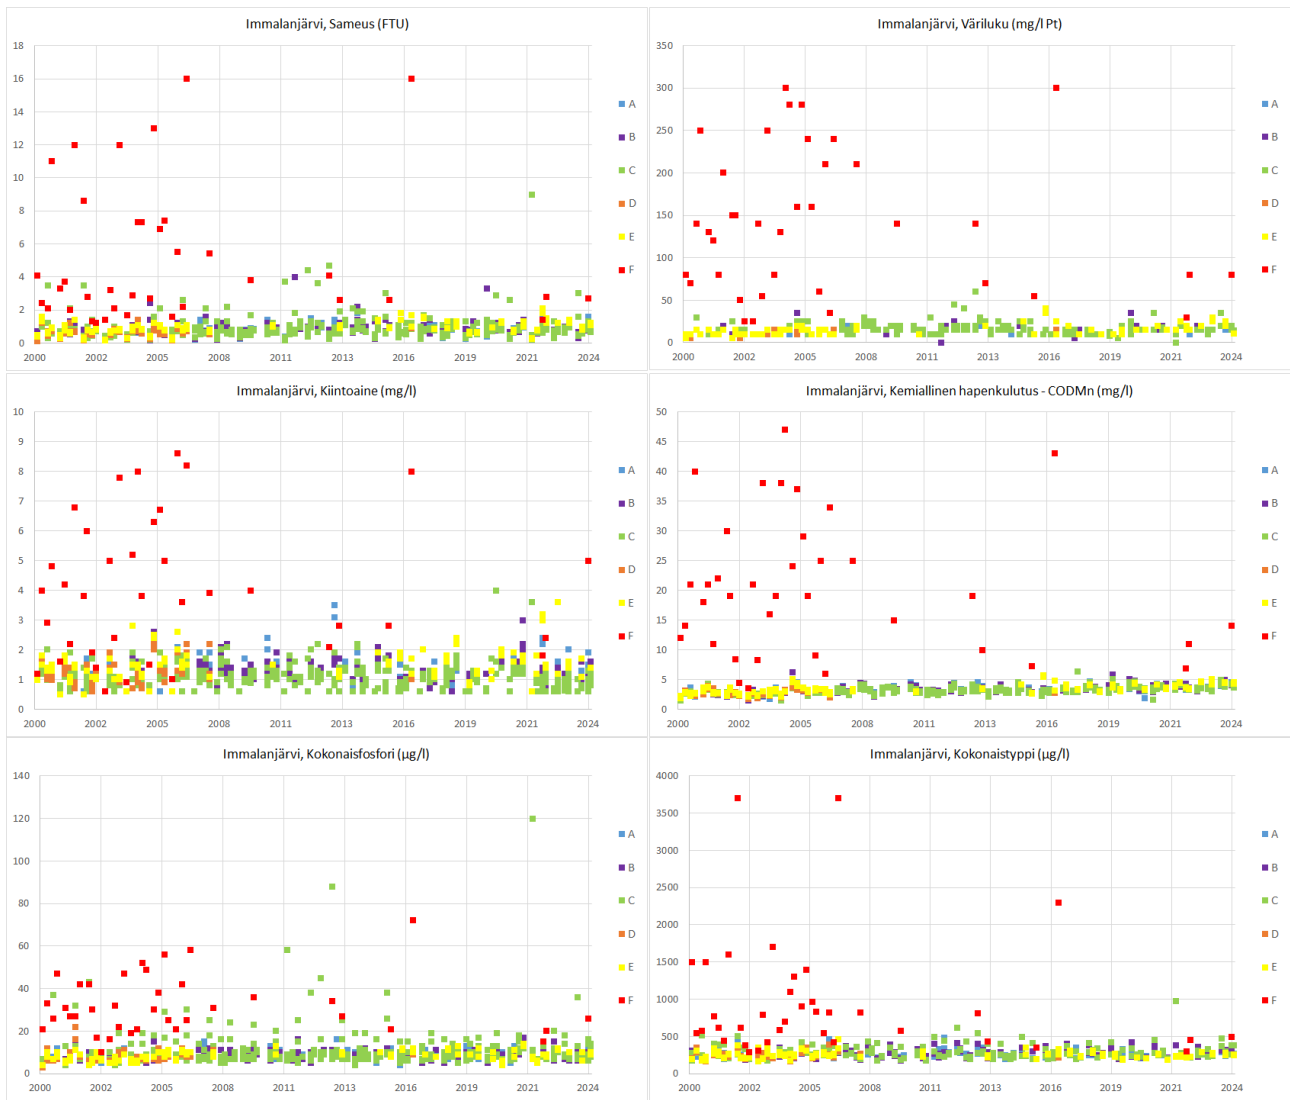 Immalanjärvi, Sameus (FTU)
18
16
14
12
10
8
6
4
2
0
2000
2002
2005
2008
2011
2013
2016
2019
2021
2024
A
B
C
D
E
F
Immalanjärvi, Väriluku (mg/l Pt)
350
300
250
200
150
100
50
0
2000
2002
2005
2008
2011
2013
2016
2019
2021
2024
A
B
C
D
E
F
Immalanjärvi, Kiintoaine (mg/l)
10
9
8
7
6
5
4
3
2
1
0
2000
2002
2005
2008
2011
2013
2016
2019
2021
2024
A
B
C
D
E
F
Immalanjärvi, Kemiallinen hapenkulutus - CODMn (mg/l)
50
45
40
35
30
25
20
15
10
5
0
2000
2002
2005
2008
2011
2013
2016
2019
2021
2024
A
B
C
D
E
F
Immalanjärvi, Kokonaisfosfori (µg/l)
140
120
100
80
60
40
20
0
2000
2002
2005
2008
2011
2013
2016
2019
2021
2024
A
B
C
D
E
F
Immalanjärvi, Kokonaistyppi (µg/l)
4000
3500
3000
2500
2000
1500
1000
500
0
2000
2002
2005
2008
2011
2013
2016
2019
2021
2024
A
B
C
D
E
F